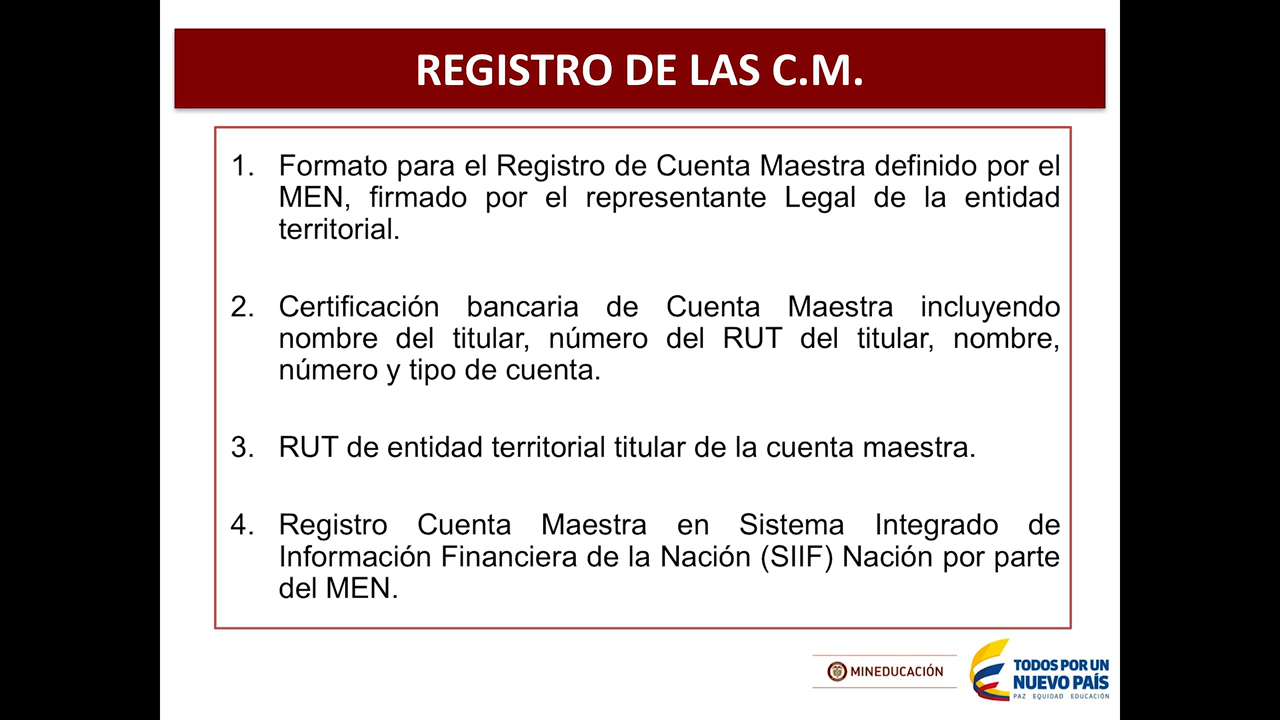 REGISTRO DE LAS C.M.
1. Formato para el Registro de Cuenta Maestra definido por el
MEN, firmado por el representante Legal de la entidad
territorial.
2. Certificación bancaria de Cuenta Maestra incluyendo
nombre del titular, número del RUT del titular, nombre,
número y tipo de cuenta.
3. RUT de entidad territorial titular de la cuenta maestra.
4. Registro Cuenta Maestra en Sistema Integrado de
Información Financiera de la Nación (SIIF) Nación por parte
del MEN.
MINEDUCACIÓN
TODOS POR UN
NUEVO PAÍS
PAZ EQUIDAD EDUCACIÓN